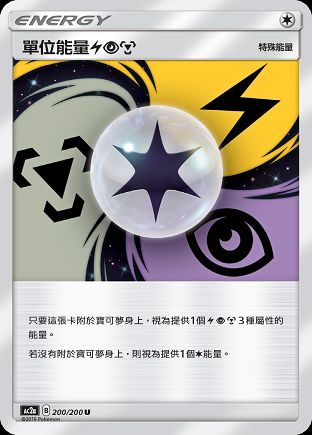 ENERGY
單位能量
特殊能量
只要這張卡附於寶可夢身上，視為提供1個 3種屬性的
能量。
若沒有附於寶可夢身上，則視為提供1個 能量。
AC2a B 200/200 U
©2019 Pokémon